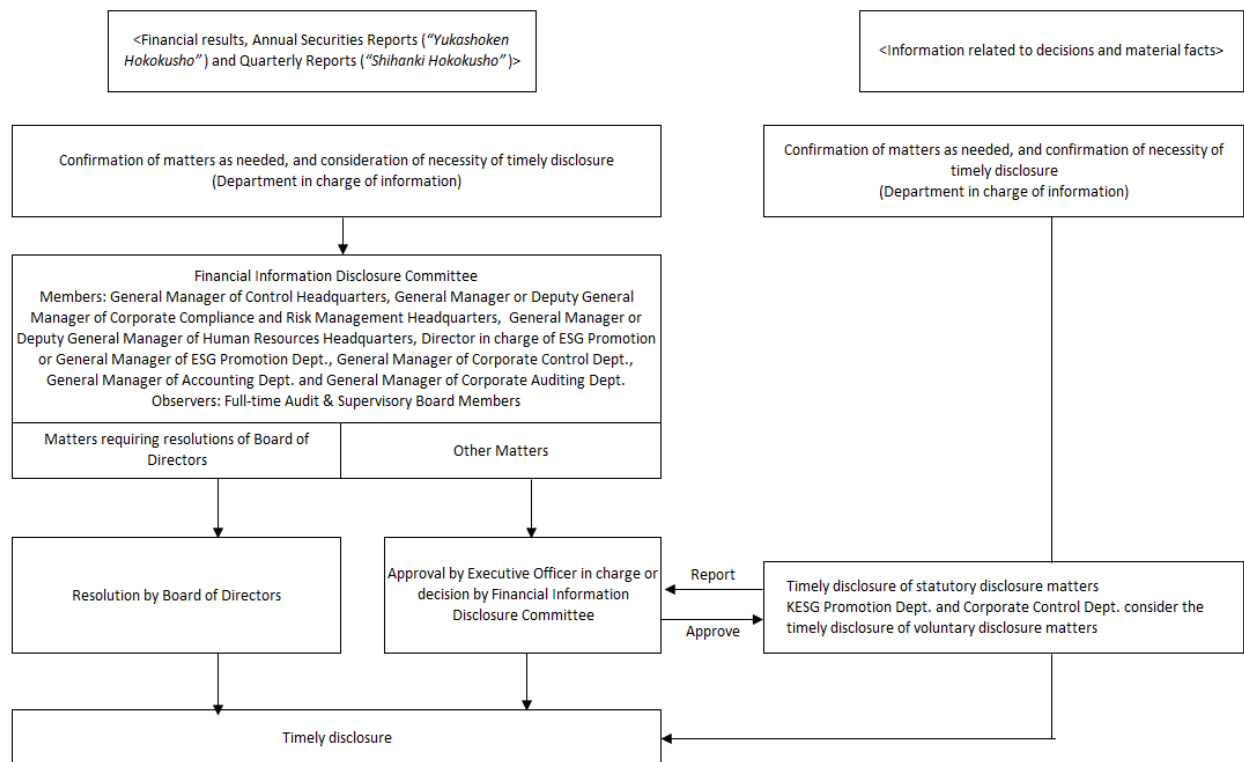 <Financial results, Annual Securities Reports (“Yukashoken
Hokokusho”) and Quarterly Reports (“Shihanki Hokokusho”)>
<Information related to decisions and material facts>
Confirmation of matters as needed, and consideration of necessity of timely disclosure
(Department in charge of information)
Confirmation of matters as needed, and confirmation of necessity of
timely disclosure
(Department in charge of information)
Financial Information Disclosure Committee
Members: General Manager of Control Headquarters, General Manager or Deputy General
Manager of Corporate Compliance and Risk Management Headquarters, General Manager or
Deputy General Manager of Human Resources Headquarters, Director in charge of ESG Promotion
or General Manager of ESG Promotion Dept., General Manager of Corporate Control Dept.,
General Manager of Accounting Dept. and General Manager of Corporate Auditing Dept.
Observers: Full-time Audit & Supervisory Board Members
Matters requiring resolutions of Board of
Directors
Other Matters
Resolution by Board of Directors
Approval by Executive Officer in charge or
decision by Financial Information
Disclosure Committee
Report
Approve
Timely disclosure of statutory disclosure matters
KESG Promotion Dept. and Corporate Control Dept. consider the
timely disclosure of voluntary disclosure matters
Timely disclosure